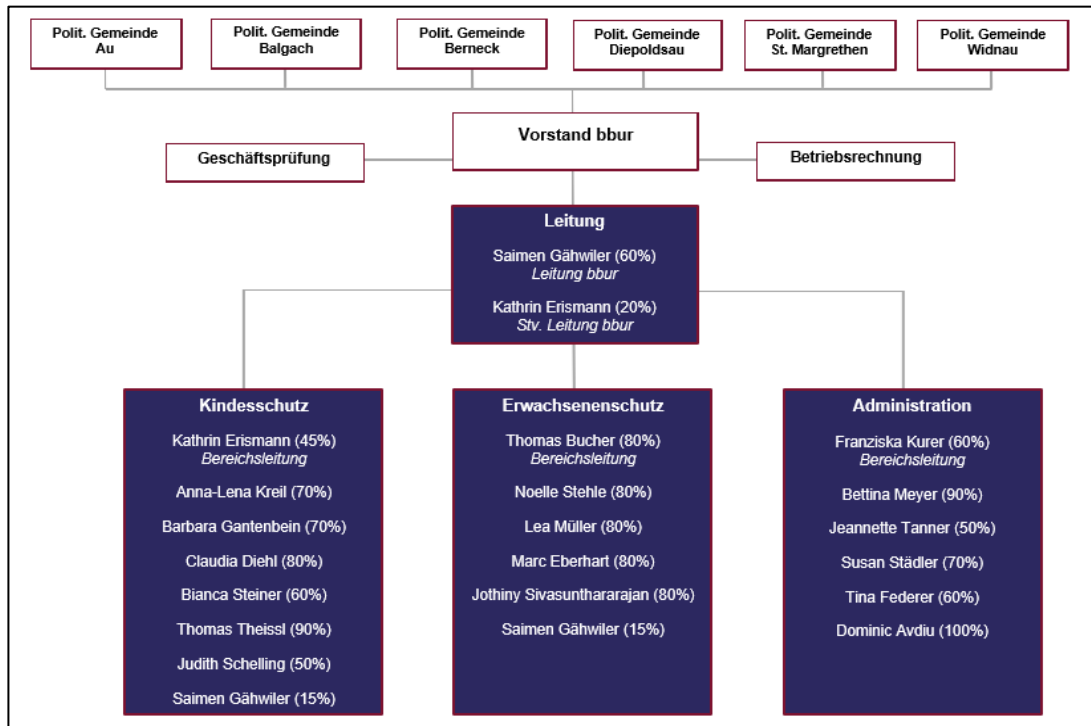 Polit. Gemeinde
Au
Polit. Gemeinde
Balgach
Polit. Gemeinde
Berneck
Polit. Gemeinde
Diepoldsau
Polit. Gemeinde
St. Margrethen
Polit. Gemeinde
Widnau
Vorstand bbur
Geschäftsprüfung
Betriebsrechnung
Leitung
Saimen Gähwiler (60%)
Leitung bbur
Kathrin Erismann (20%)
Stv. Leitung bbur
Kindesschutz
Kathrin Erismann (45%)
Bereichsleitung
Anna-Lena Kreil (70%)
Barbara Gantenbein (70%)
Claudia Diehl (80%)
Bianca Steiner (60%)
Thomas Theissl (90%)
Judith Schelling (50%)
Saimen Gähwiler (15%)
Erwachsenenschutz
Thomas Bucher (80%)
Bereichsleitung
Noelle Stehle (80%)
Lea Müller (80%)
Marc Eberhart (80%)
Jothiny Sivasunthararajan (80%)
Saimen Gähwiler (15%)
Administration
Franziska Kurer (60%)
Bereichsleitung
Bettina Meyer (90%)
Jeannette Tanner (50%)
Susan Städler (70%)
Tina Federer (60%)
Dominic Avdiu (100%)